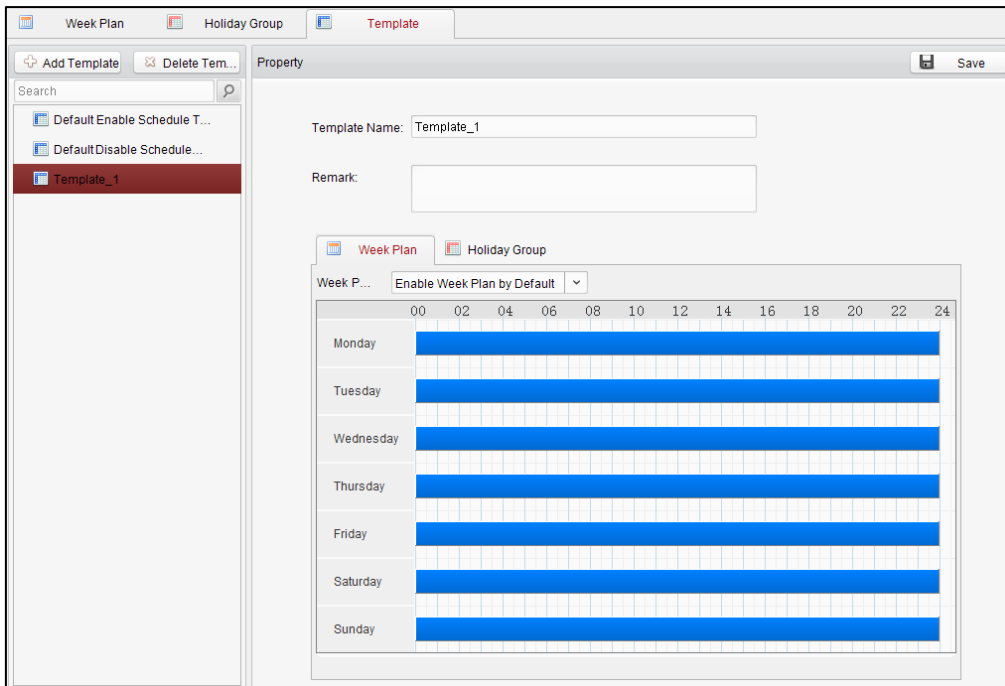 Week Plan Holiday Group Template
Add Template Delete Tem... Property Save
Search
Default Enable Schedule T...
Default Disable Schedule...
Template_1
Template Name: Template_1
Remark:
Week Plan Holiday Group
Week P... Enable Week Plan by Default
00 02 04 06 08 10 12 14 16 18 20 22 24
Monday
Tuesday
Wednesday
Thursday
Friday
Saturday
Sunday